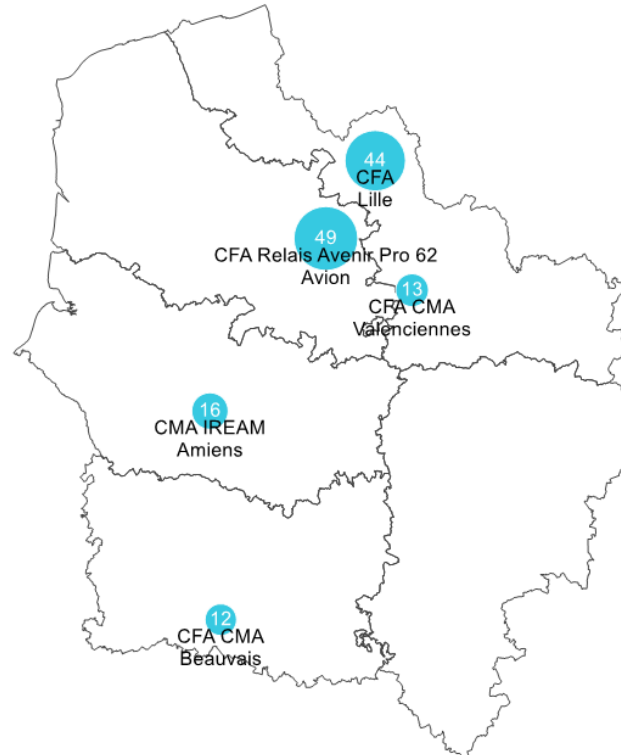 44
CFA
Lille
49
CFA Relais Avenir Pro 62
Avion
13
CFA CMA
Valenciennes
16
CMA IREAM
Amiens
12
CFA CMA
Beauvais